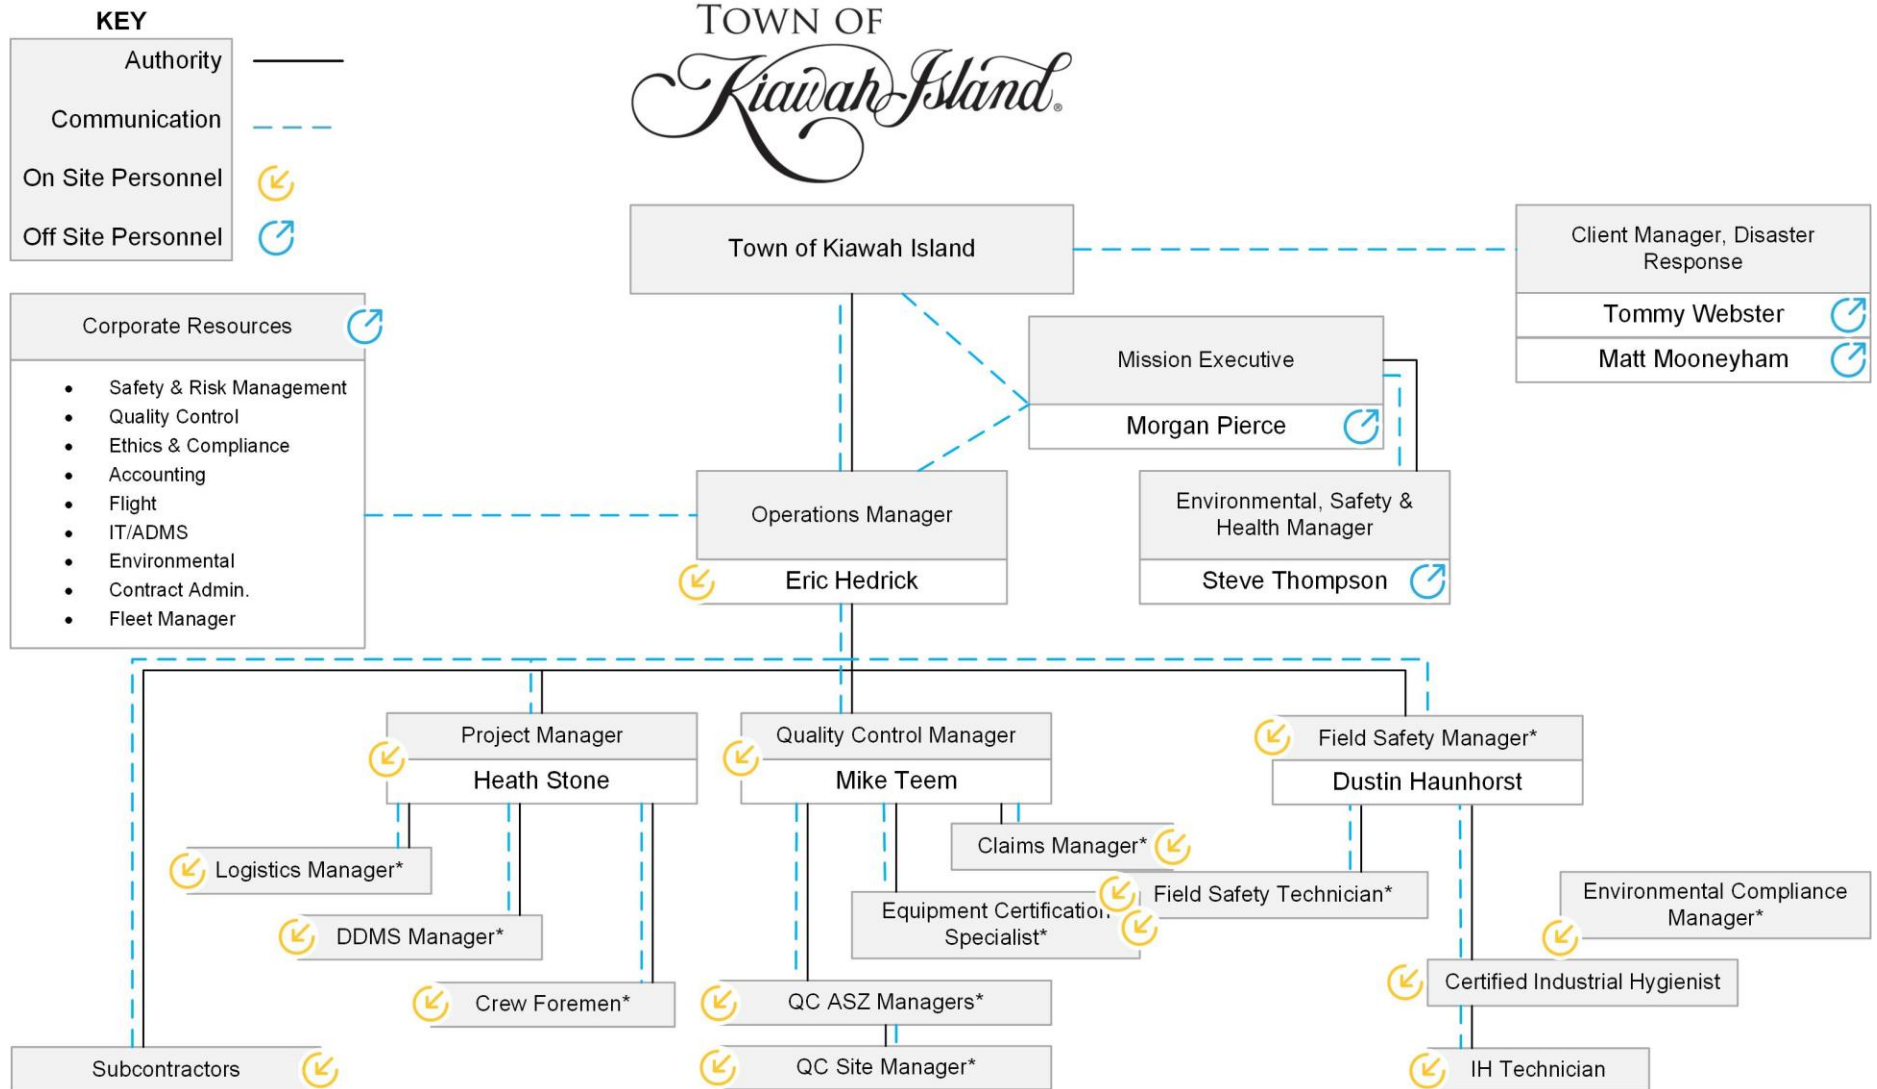 KEY
Authority
Communication
On Site Personnel
Off Site Personnel
TOWN OF
Kiawah Island®
Town of Kiawah Island
Client Manager, Disaster
Response
Tommy Webster
Matt Mooneyham
Corporate Resources
• Safety & Risk Management
• Quality Control
• Ethics & Compliance
• Accounting
• Flight
• IT/ADMS
• Environmental
• Contract Admin.
• Fleet Manager
Mission Executive
Morgan Pierce
Operations Manager
Eric Hedrick
Environmental, Safety &
Health Manager
Steve Thompson
Project Manager
Heath Stone
Quality Control Manager
Mike Teem
Field Safety Manager*
Dustin Haunhorst
Logistics Manager*
DDMS Manager*
Crew Foremen*
Subcontractors
Claims Manager*
Equipment Certification
Specialist*
QC ASZ Managers*
QC Site Manager*
Field Safety Technician*
Environmental Compliance
Manager*
Certified Industrial Hygienist
IH Technician